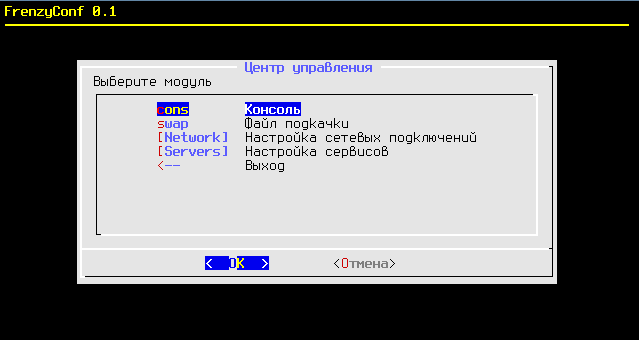 FrenzyConf 0.1
Центр управления
Выберите модуль
cons Консоль
swap Файл подкачки
[Network] Настройка сетевых подключений
[Servers] Настройка сервисов
<-- Выход
< OK > <Отмена>